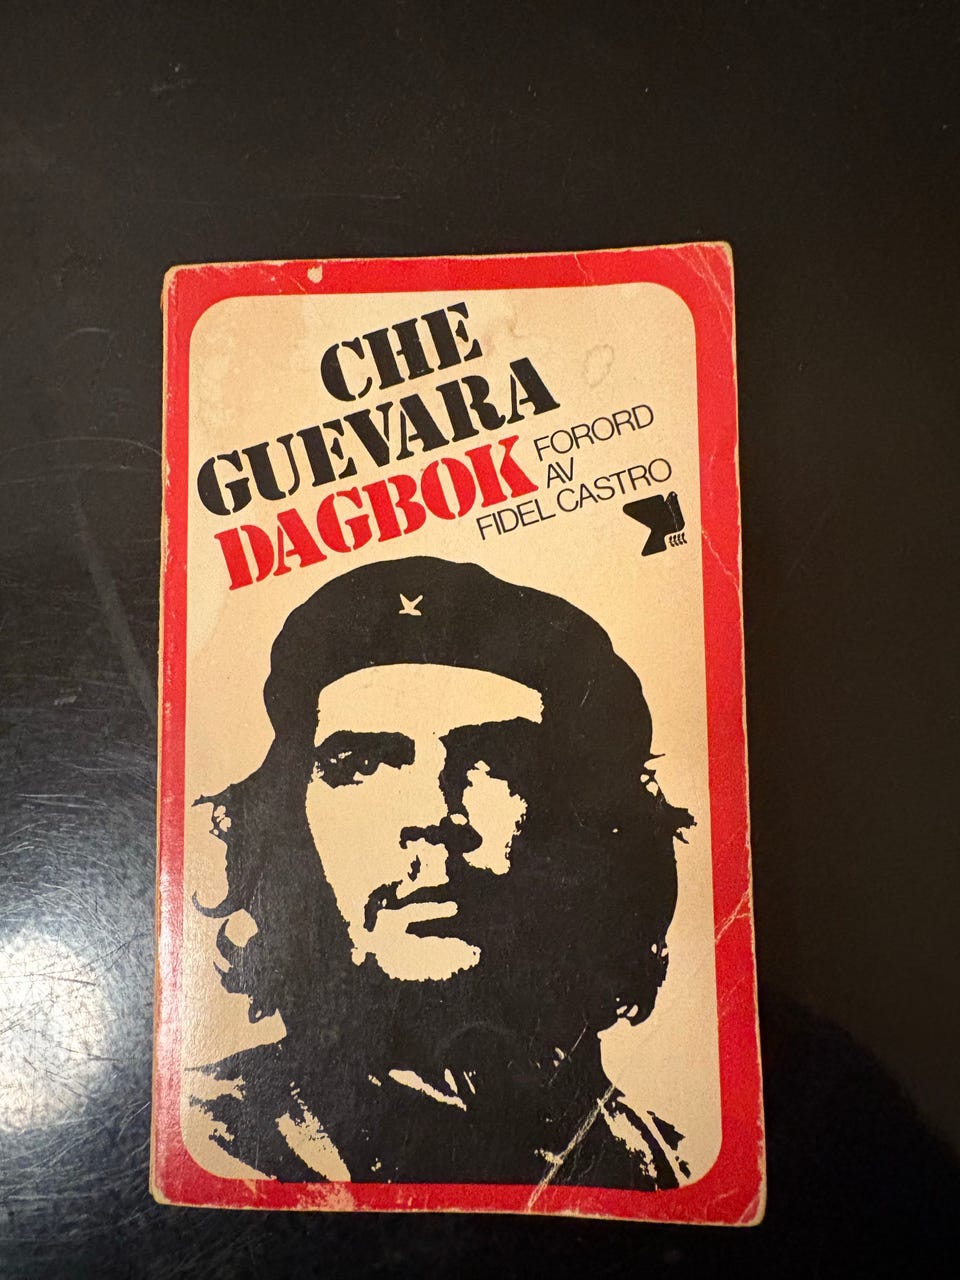 CHE
GUEVARA
DAGBOK
FORORD
AV
FIDEL CASTRO